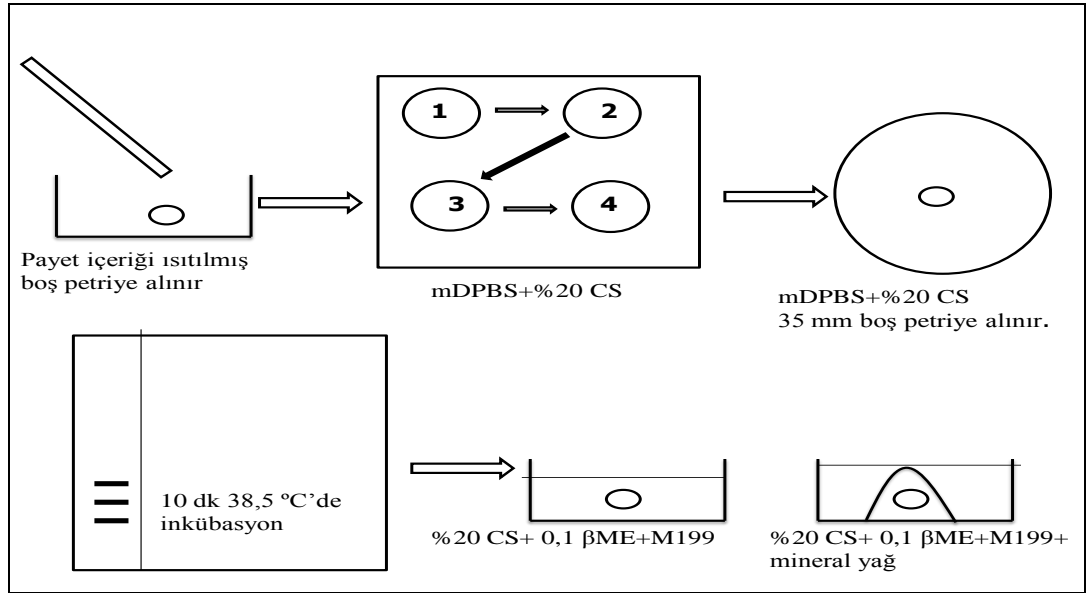 1
2
3
4
Payet içeriği ısıtılmış
boş petriye alınır
mDPBS+%20 CS
mDPBS+%20 CS
35 mm boş petriye alınır.
10 dk 38,5 ºC’de
inkübasyon
%20 CS+ 0,1 βME+M199
%20 CS+ 0,1 βME+M199+
mineral yağ